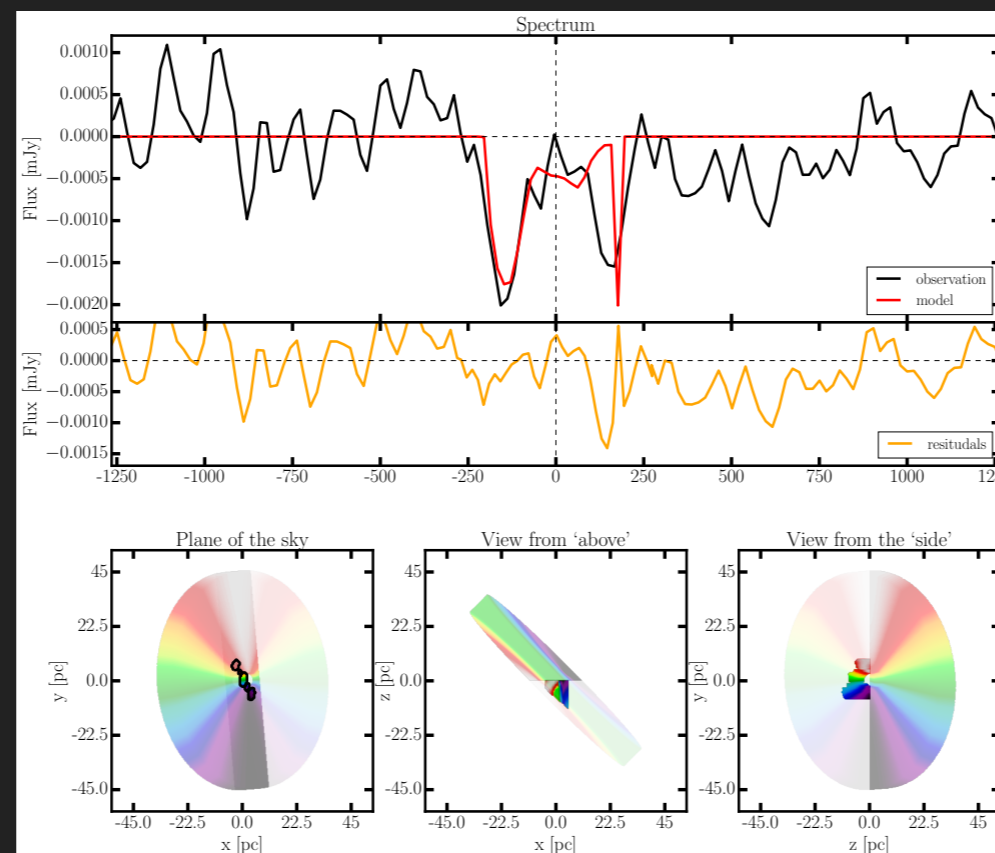 Spectrum
0.0010
0.0005
0.0000
−0.0005
−0.0010
−0.0015
−0.0020
Flux [mJy]
observation
model
0.0005
0.0000
−0.0005
−0.0010
−0.0015
Flux [mJy]
resitudals
-1250 -1000 -750 -500 -250 0 250 500 750 1000 12
Plane of the sky
View from ‘above’
View from the ‘side’
45
22.5
0.0
-22.5
-45.0
y [pc]
-45.0 -22.5 0.0 22.5 45
x [pc]
45
22.5
0.0
-22.5
-45.0
z [pc]
-45.0 -22.5 0.0 22.5 45
x [pc]
45
22.5
0.0
-22.5
-45.0
y [pc]
-45.0 -22.5 0.0 22.5 45
z [pc]